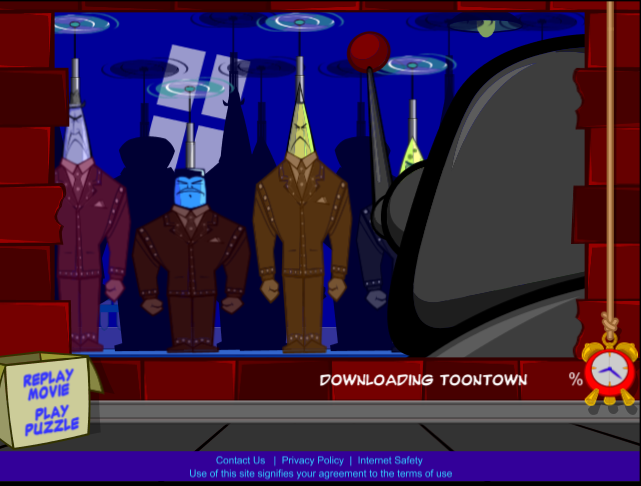 REPLAY
MOVIE
PLAY
PUZZLE
DOWNLOADING TOONTOWN %
Contact Us | Privacy Policy | Internet Safety
Use of this site signifies your agreement to the terms of use